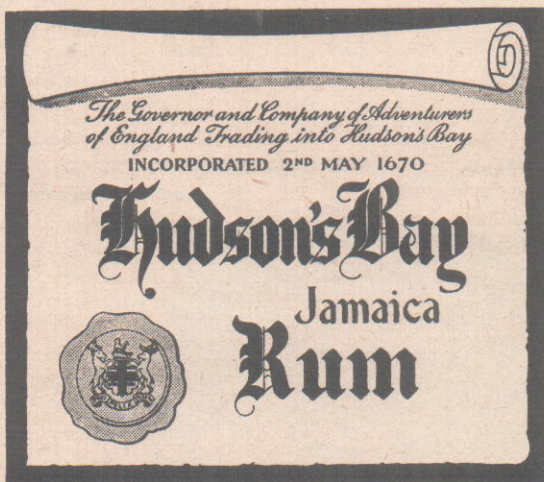 The Governor and Company of Adventurers
of England Trading into Hudson's Bay
INCORPORATED 2ND MAY 1670
Hudson's Bay
Jamaica
Rum